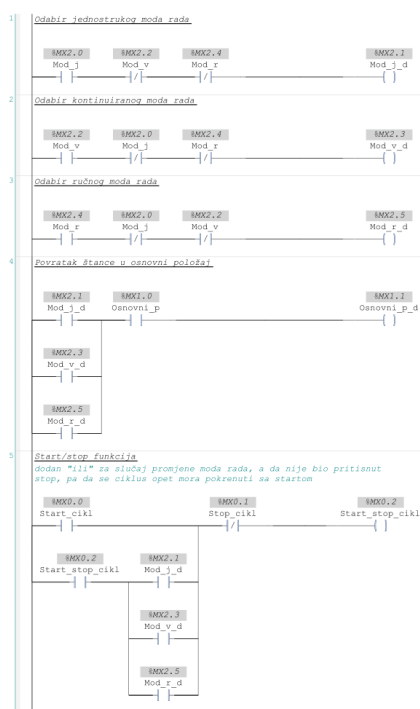 1 Odabir jednostrukog moda rada
%MX2.0 %MX2.2 %MX2.4 %MX2.1
Mod_j Mod_v Mod_r Mod_j_d
2 Odabir kontinuiranog moda rada
%MX2.2 %MX2.0 %MX2.4 %MX2.3
Mod_v Mod_j Mod_r Mod_v_d
3 Odabir ručnog moda rada
%MX2.4 %MX2.0 %MX2.2 %MX2.5
Mod_r Mod_j Mod_v Mod_r_d
4 Povratak štance u osnovni položaj
%MX2.1 %MX1.0 %MX1.1
Mod_j_d Osnovni_p Osnovni_p_d
%MX2.3
Mod_v_d
%MX2.5
Mod_r_d
5 Start/stop funkcija
dodan "ili" za slučaj promjene moda rada, a da nije bio pritisnut
stop, pa da se ciklus opet mora pokrenuti sa startom
%MX0.0 %MX0.1 %MX0.2
Start_cikl Stop_cikl Start_stop_cikl
%MX0.2 %MX2.1
Start_stop_cikl Mod_j_d
%MX2.3
Mod_v_d
%MX2.5
Mod_r_d